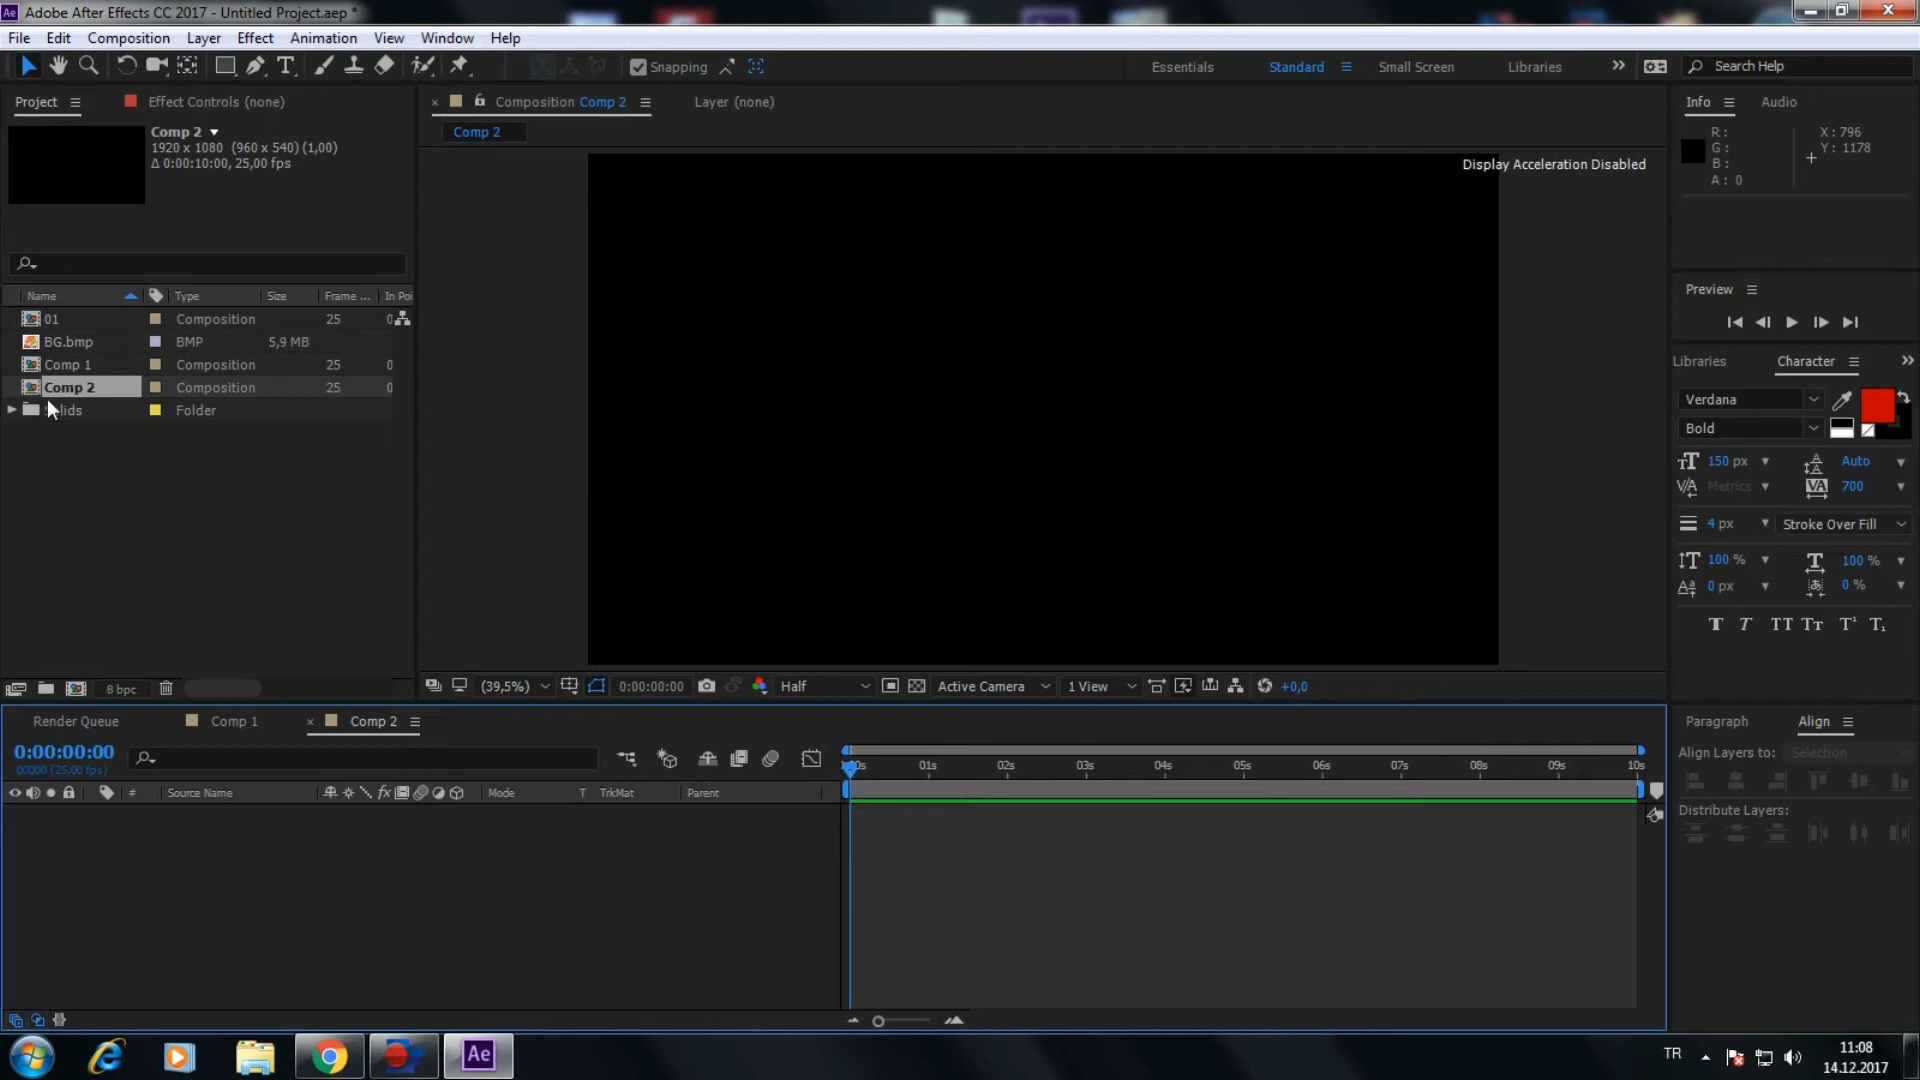 Adobe After Effects CC 2017 - Untitled Project.aep *
File Edit Composition Layer Effect Animation View Window Help
Snapping
Essentials Standard Small Screen Libraries
Search Help
Project Effect Controls (none)
Comp 2
1920 x 1080 (960 x 540) (1,00)
Δ 0:00:10:00, 25,00 fps
Name Type Size Frame ... In Poi
01 Composition 25 0
BG.bmp BMP 5,9 MB
Comp 1 Composition 25 0
Comp 2 Composition 25 0
Folder
8 bpc
Composition Comp 2 Layer (none)
Comp 2
Display Acceleration Disabled
(39,5%) 0:00:00:00 Half Active Camera 1 View +0,0
Info Audio
R : X : 796
G : Y : 1178
B :
A : 0
Preview
Libraries Character
Verdana
Bold
150 px Auto
Metrics 700
4 px Stroke Over Fill
100 % 100 %
0 px 0 %
Render Queue Comp 1 Comp 2
0:00:00:00
00000 (25.00 fps)
# Source Name Mode T TrkMat Parent
01s 02s 03s 04s 05s 06s 07s 08s 09s 10s
Paragraph Align
Align Layers to: Selection
Distribute Layers:
Ae
TR
11:08
14.12.2017